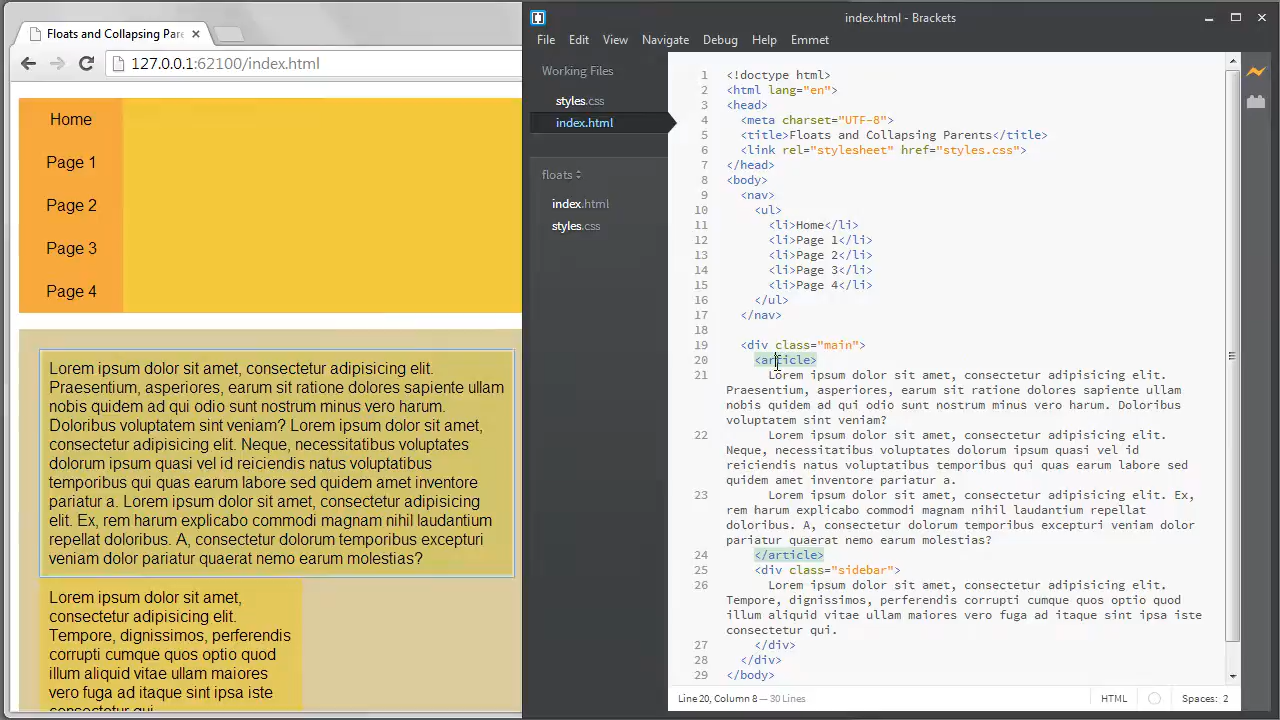 Floats and Collapsing Pare
127.0.0.1:62100/index.html
Home
Page 1
Page 2
Page 3
Page 4
Lorem ipsum dolor sit amet, consectetur adipisicing elit.
Praesentium, asperiores, earum sit ratione dolores sapiente ullam
nobis quidem ad qui odio sunt nostrum minus vero harum.
Doloribus voluptatem sint veniam? Lorem ipsum dolor sit amet,
consectetur adipisicing elit. Neque, necessitatibus voluptates
dolorum ipsum quasi vel id reiciendis natus voluptatibus
temporibus qui quas earum labore sed quidem amet inventore
pariatur a. Lorem ipsum dolor sit amet, consectetur adipisicing
elit. Ex, rem harum explicabo commodi magnam nihil laudantium
repellat doloribus. A, consectetur dolorum temporibus excepturi
veniam dolor pariatur quaerat nemo earum molestias?
Lorem ipsum dolor sit amet,
consectetur adipisicing elit.
Tempore, dignissimos, perferendis
corrupti cumque quos optio quod
illum aliquid vitae ullam maiores
vero fuga ad itaque sint ipsa iste
consectetur qui.
index.html - Brackets
File Edit View Navigate Debug Help Emmet
Working Files
styles.css
index.html
floats
index.html
styles.css
1 <!doctype html>
2 <html lang="en">
3 <head>
4 <meta charset="UTF-8">
5 <title>Floats and Collapsing Parents</title>
6 <link rel="stylesheet" href="styles.css">
7 </head>
8 <body>
9 <nav>
10 <ul>
11 <li>Home</li>
12 <li>Page 1</li>
13 <li>Page 2</li>
14 <li>Page 3</li>
15 <li>Page 4</li>
16 </ul>
17 </nav>
18
19 <div class="main">
20 <article>
21 Lorem ipsum dolor sit amet, consectetur adipisicing elit.
Praesentium, asperiores, earum sit ratione dolores sapiente ullam
nobis quidem ad qui odio sunt nostrum minus vero harum. Doloribus
voluptatem sint veniam?
22 Lorem ipsum dolor sit amet, consectetur adipisicing elit.
Neque, necessitatibus voluptates dolorum ipsum quasi vel id
reiciendis natus voluptatibus temporibus qui quas earum labore sed
quidem amet inventore pariatur a.
23 Lorem ipsum dolor sit amet, consectetur adipisicing elit. Ex,
rem harum explicabo commodi magnam nihil laudantium repellat
doloribus. A, consectetur dolorum temporibus excepturi veniam dolor
pariatur quaerat nemo earum molestias?
24 </article>
25 <div class="sidebar">
26 Lorem ipsum dolor sit amet, consectetur adipisicing elit.
Tempore, dignissimos, perferendis corrupti cumque quos optio quod
illum aliquid vitae ullam maiores vero fuga ad itaque sint ipsa iste
consectetur qui.
27 </div>
28 </div>
29 </body>
Line 20, Column 8 — 30 Lines
HTML
Spaces: 2